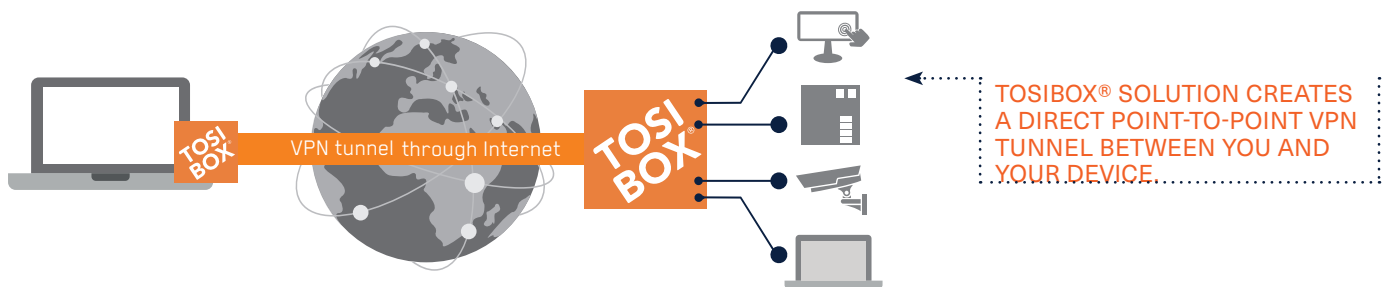 TOSI
BOX
VPN tunnel through Internet
TOSI
BOX®
TOSIBOX® SOLUTION CREATES
A DIRECT POINT-TO-POINT VPN
TUNNEL BETWEEN YOU AND
YOUR DEVICE.